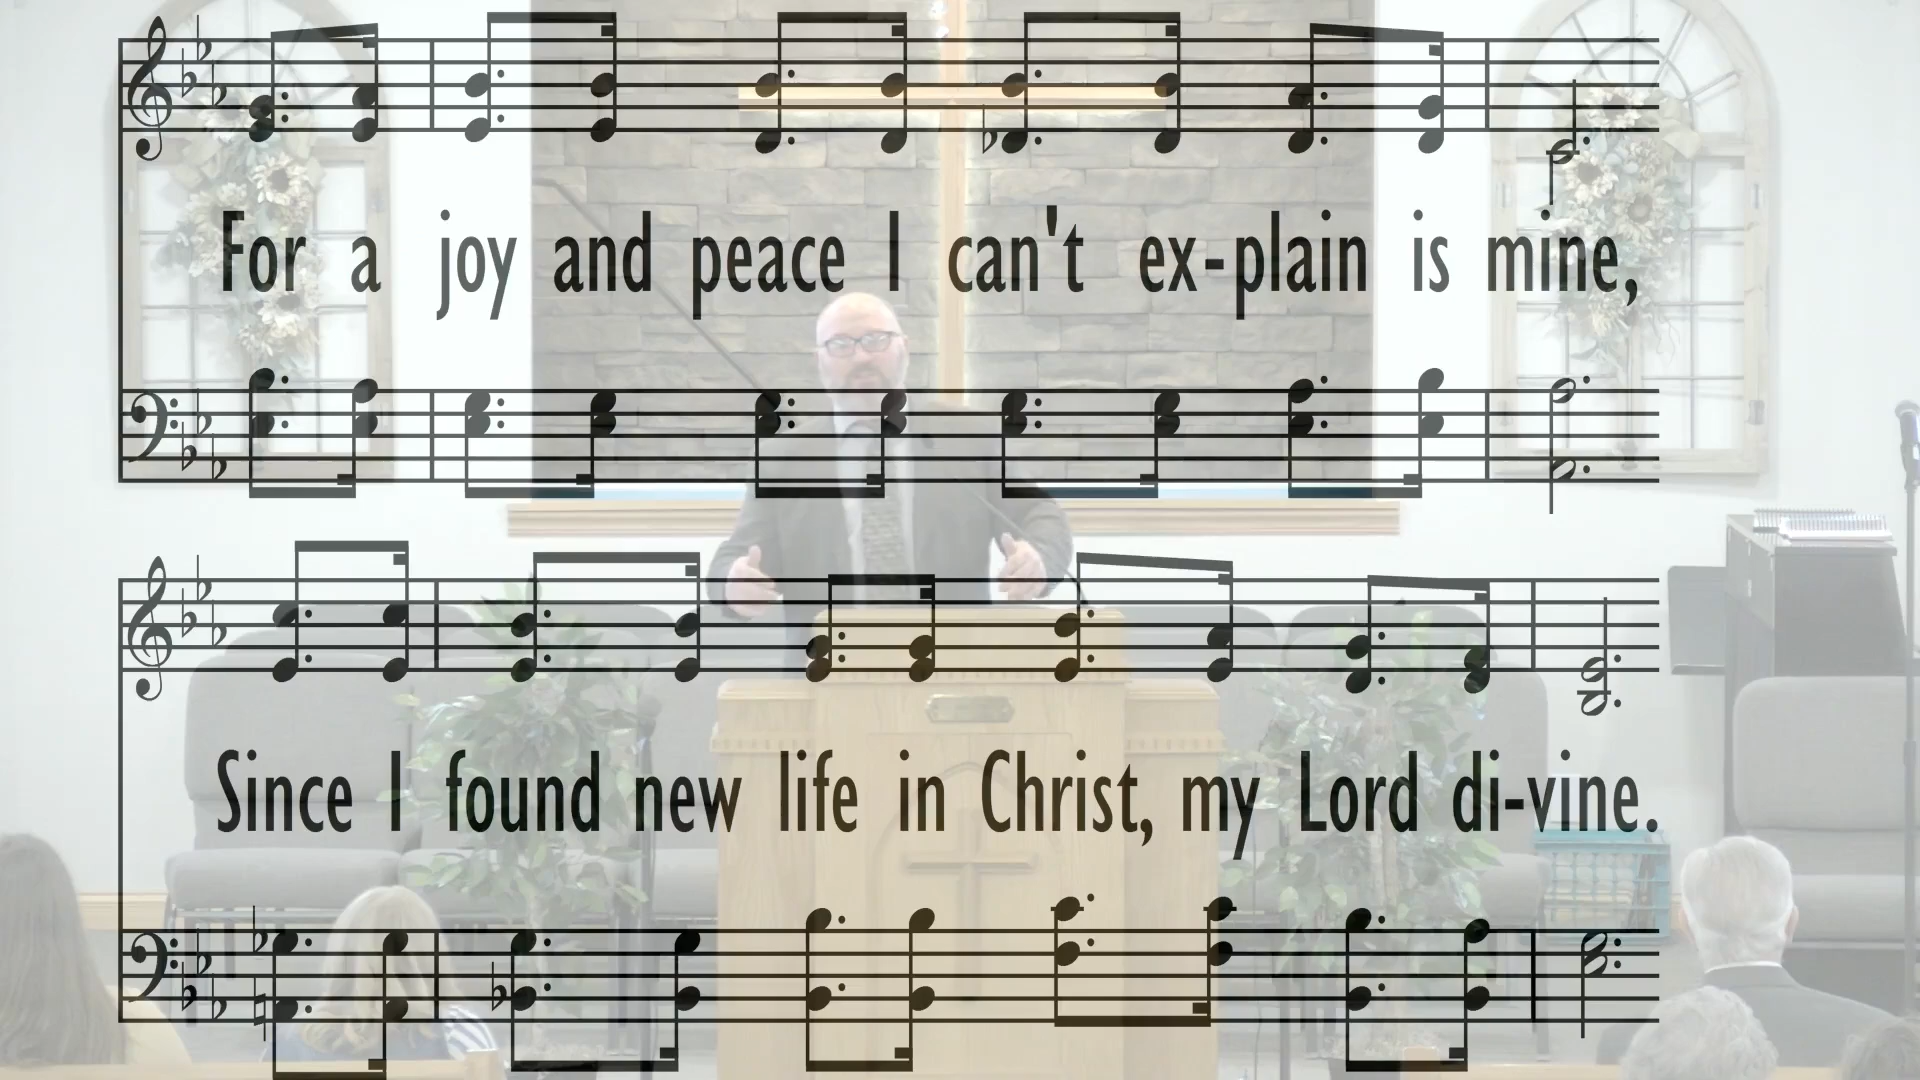 For a joy and peace I can't ex-plain is mine,
Since I found new life in Christ, my Lord di-vine.